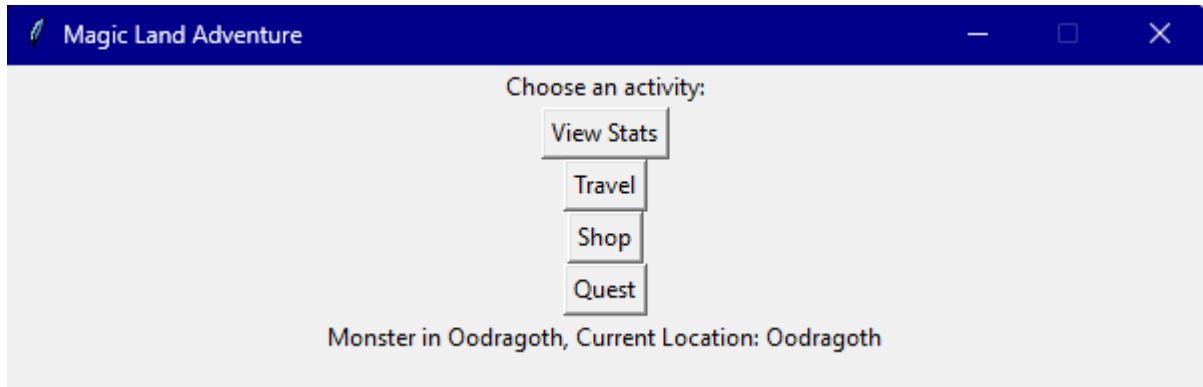 Magic Land Adventure
Choose an activity:
View Stats
Travel
Shop
Quest
Monster in Oodragoth, Current Location: Oodragoth